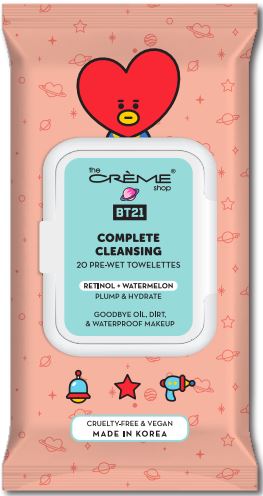 the
CRÈME®
shop
BT21
COMPLETE
CLEANSING
20 PRE-WET TOWELETTES
RETINOL + WATERMELON
PLUMP & HYDRATE
GOODBYE OIL, DIRT,
& WATERPROOF MAKEUP
CRUELTY-FREE & VEGAN
MADE IN KOREA